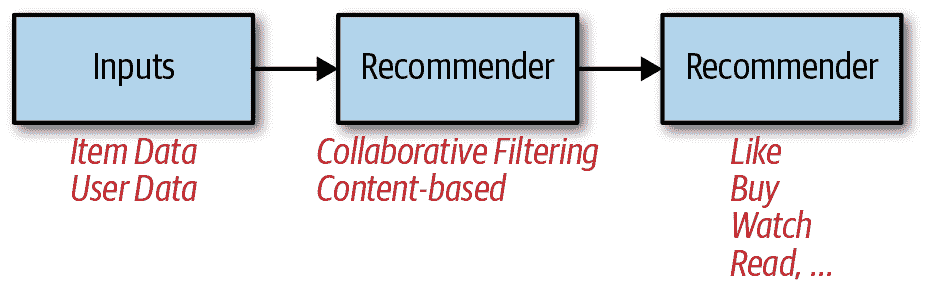 Inputs
Recommender
Recommender
Item Data
User Data
Collaborative Filtering
Content-based
Like
Buy
Watch
Read, ...